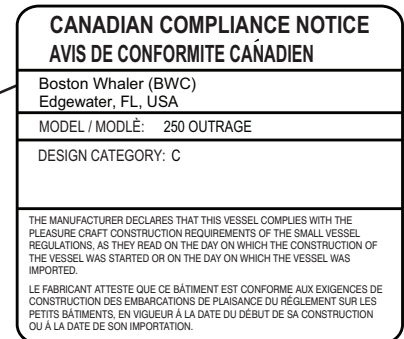 CANADIAN COMPLIANCE NOTICE
AVIS DE CONFORMITE CAŃADIEN
Boston Whaler (BWC)
Edgewater, FL, USA
MODEL / MODLÈ: 250 OUTRAGE
DESIGN CATEGORY: C
THE MANUFACTURER DECLARES THAT THIS VESSEL COMPLIES WITH THE
PLEASURE CRAFT CONSTRUCTION REQUIREMENTS OF THE SMALL VESSEL
REGULATIONS, AS THEY READ ON THE DAY ON WHICH THE CONSTRUCTION OF
THE VESSEL WAS STARTED OR ON THE DAY ON WHICH THE VESSEL WAS
IMPORTED.
LE FABRICANT ATTESTE QUE CE BÁTIMENT EST CONFORME AUX EXIGENCES DE
CONSTRUCTION DES EMBARCATIONS DE PLAISANCE DU RÉGLEMENT SUR LES
PETITS BÁTIMENTS, EN VIGUEUR Á LA DATE DU DÉBUT DE SA CONSTRUCTION
OU Á LA DATE DE SON IMPORTATION.